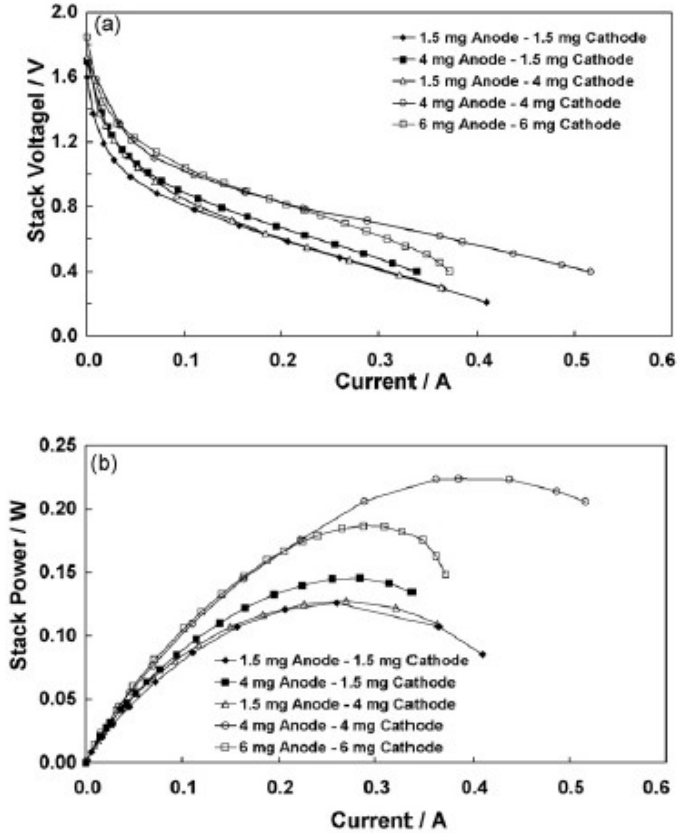 (a)
2.0
1.6
1.2
0.8
0.4
0.0
Stack Voltagel / V
1.5 mg Anode - 1.5 mg Cathode
4 mg Anode - 1.5 mg Cathode
1.5 mg Anode - 4 mg Cathode
4 mg Anode - 4 mg Cathode
6 mg Anode - 6 mg Cathode
0.0 0.1 0.2 0.3 0.4 0.5 0.6
Current / A
(b)
0.25
0.20
0.15
0.10
0.05
0.00
Stack Power / W
1.5 mg Anode - 1.5 mg Cathode
4 mg Anode - 1.5 mg Cathode
1.5 mg Anode - 4 mg Cathode
4 mg Anode - 4 mg Cathode
6 mg Anode - 6 mg Cathode
0.0 0.1 0.2 0.3 0.4 0.5 0.6
Current / A